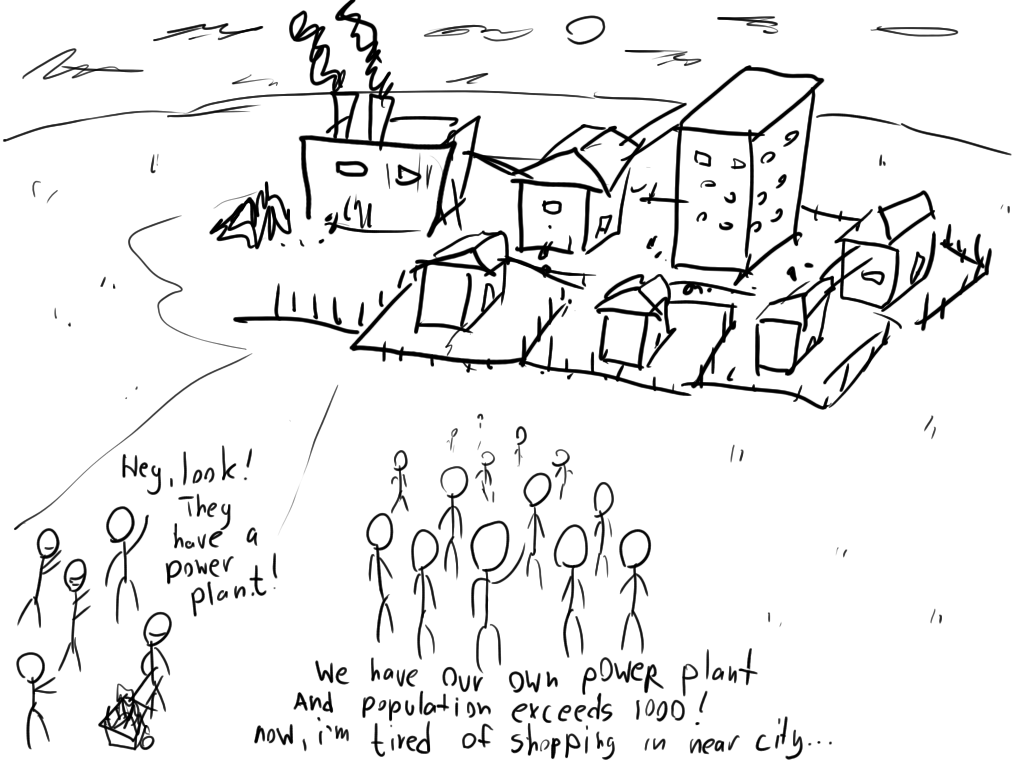 Hey, look!
They
have a
power
plant!
We have our own power plant
And population exceeds 1000!
now, i'm tired of shopping in near city...